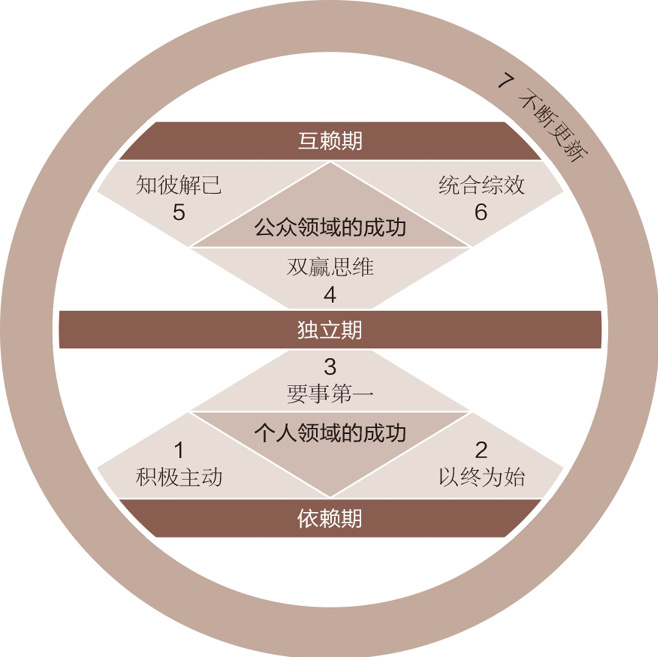 7 不断更新
互赖期
知彼解己
5
统合综效
6
公众领域的成功
双赢思维
4
独立期
3
要事第一
个人领域的成功
1
积极主动
2
以终为始
依赖期